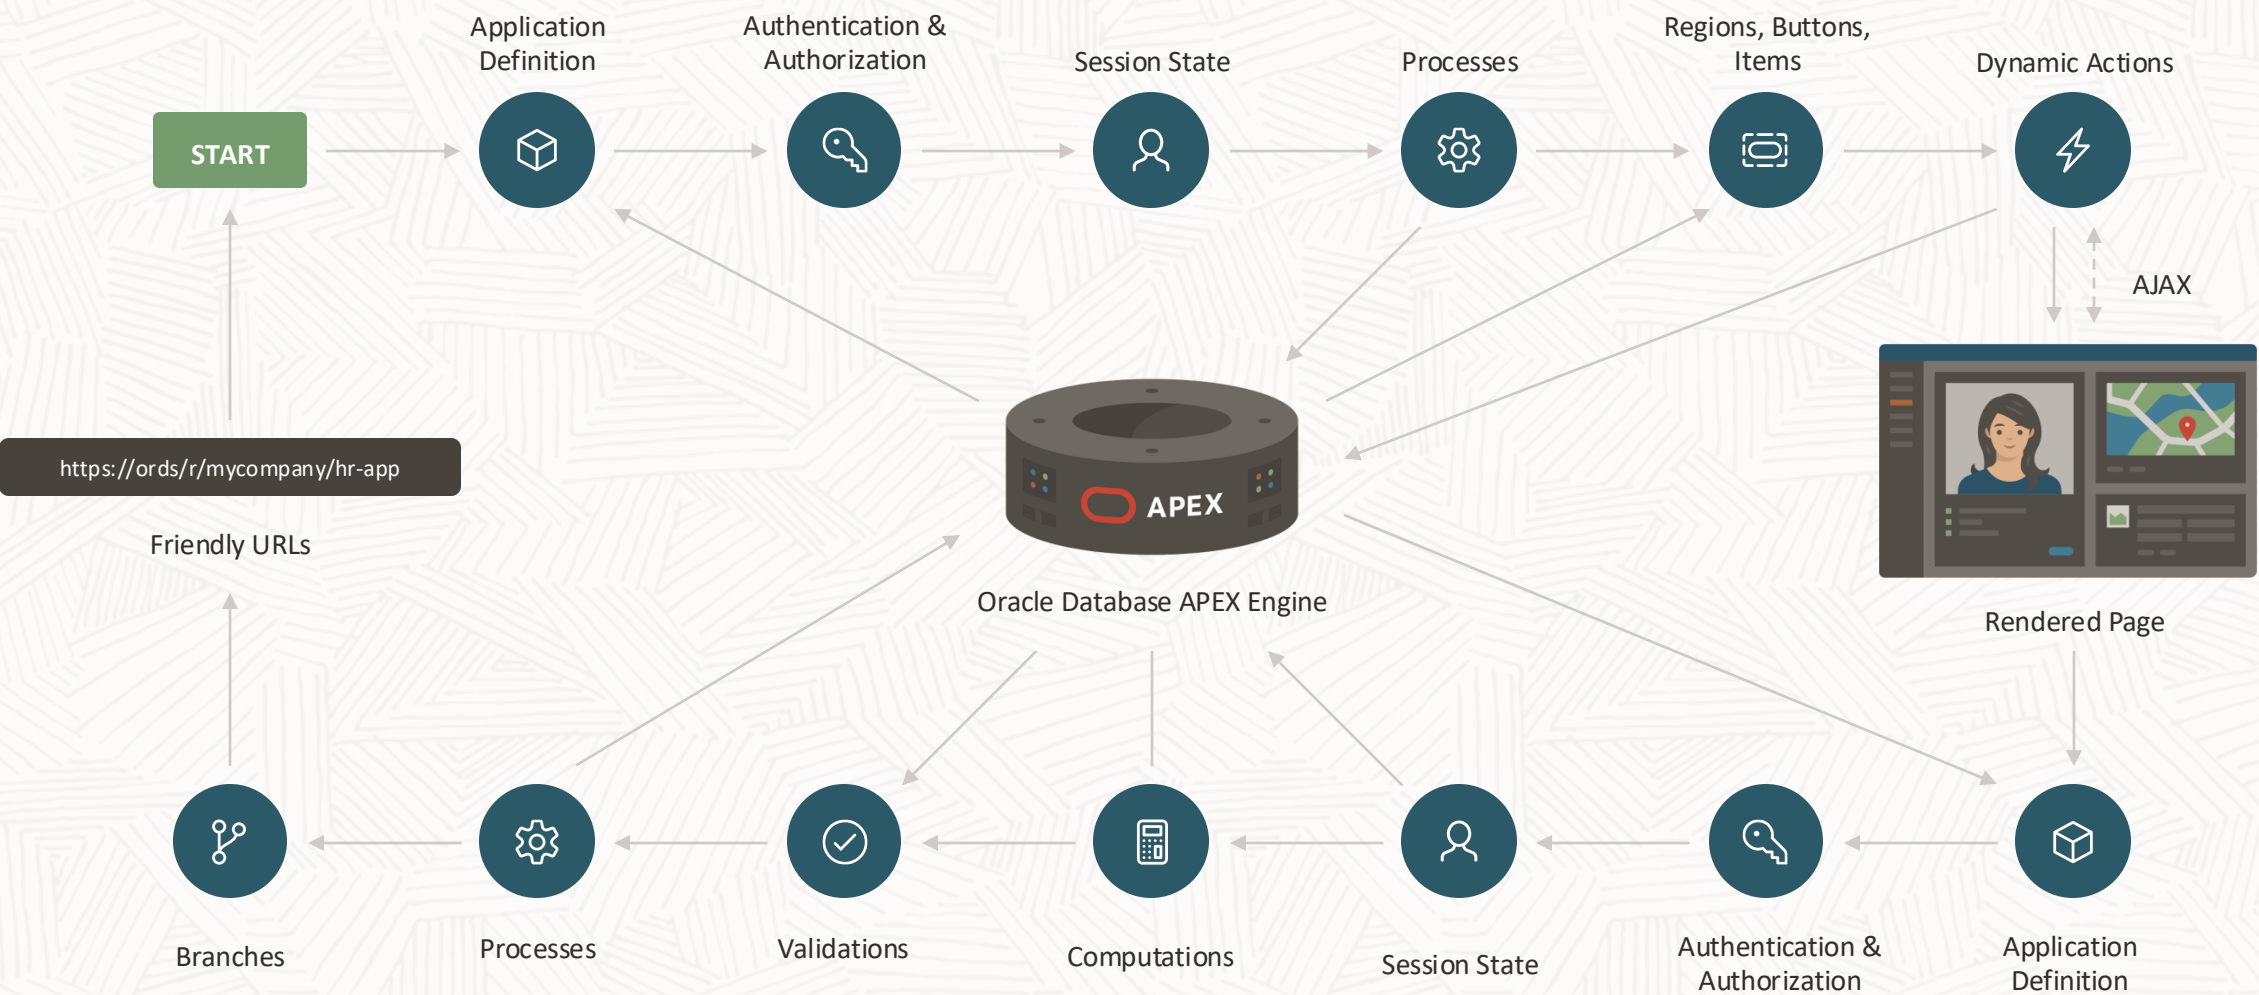 Application
Definition
Authentication &
Authorization
Session State
Processes
Regions, Buttons,
Items
Dynamic Actions
START
AJAX
https://ords/r/mycompany/hr-app
Friendly URLs
APEX
Oracle Database APEX Engine
Rendered Page
Branches
Processes
Validations
Computations
Session State
Authentication &
Authorization
Application
Definition